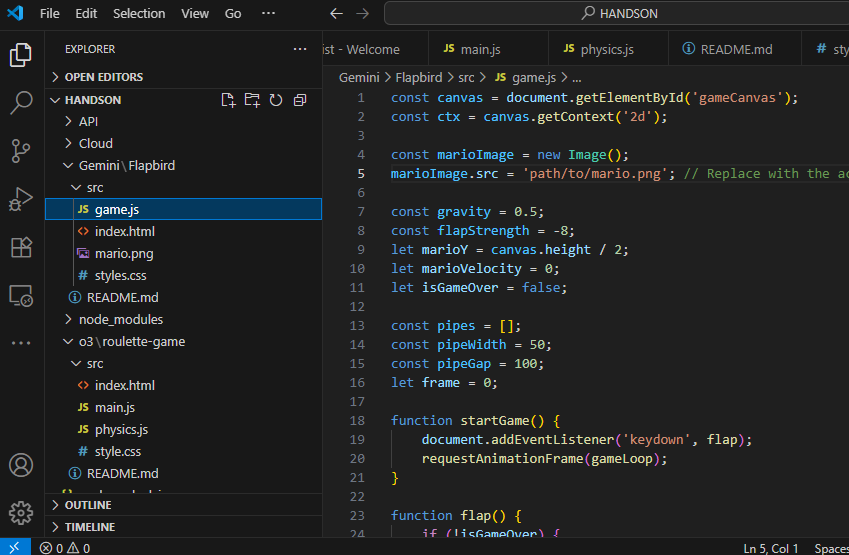 File Edit Selection View Go ··· HANDSON
EXPLORER ···
ist - Welcome JS main.js JS physics.js README.md # sty
OPEN EDITORS
HANDSON
API
Cloud
Gemini\Flapbird
src
JS game.js
<> index.html
mario.png
# styles.css
README.md
node_modules
o3\roulette-game
src
<> index.html
JS main.js
JS physics.js
# style.css
README.md
OUTLINE
TIMELINE
Gemini > Flapbird > src > JS game.js > ...
1 const canvas = document.getElementById('gameCanvas');
2 const ctx = canvas.getContext('2d');
3
4 const marioImage = new Image();
5 marioImage.src = 'path/to/mario.png'; // Replace with the ac
6
7 const gravity = 0.5;
8 const flapStrength = -8;
9 let marioY = canvas.height / 2;
10 let marioVelocity = 0;
11 let isGameOver = false;
12
13 const pipes = [];
14 const pipeWidth = 50;
15 const pipeGap = 100;
16 let frame = 0;
17
18 function startGame() {
19 document.addEventListener('keydown', flap);
20 requestAnimationFrame(gameLoop);
21 }
22
23 function flap() {
24 if (!isGameOver) {
0 0 Ln 5, Col 1 Spaces